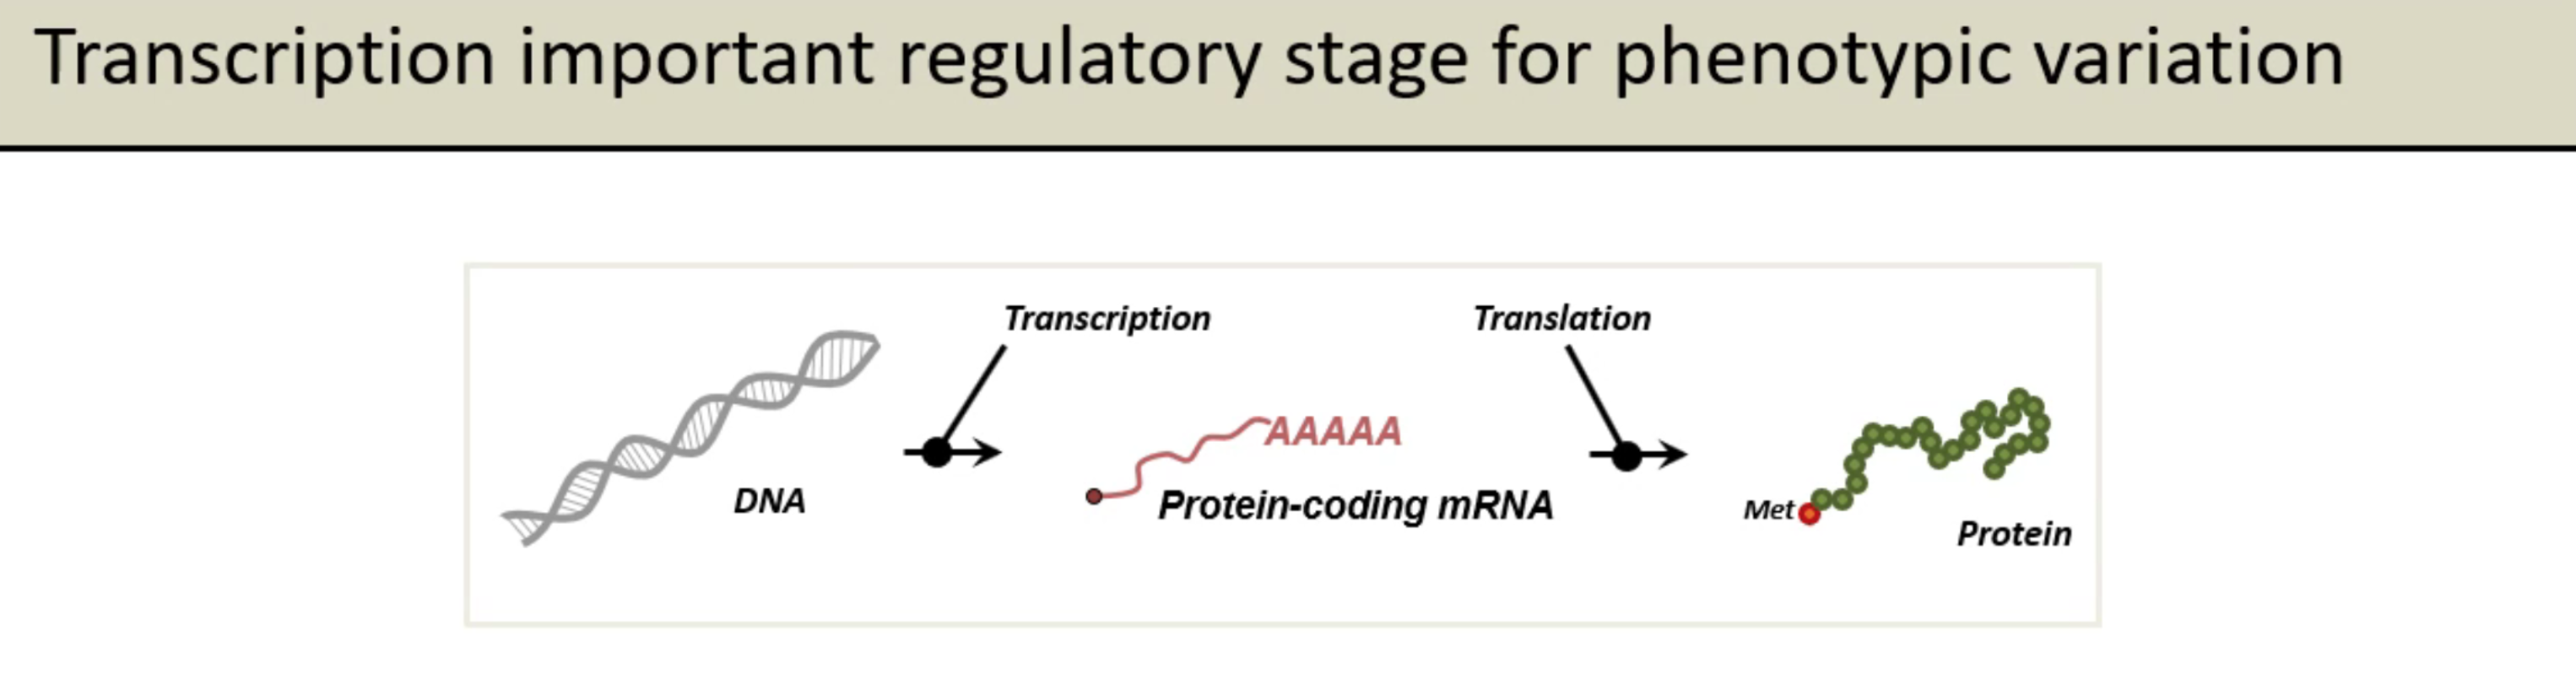 Transcription important regulatory stage for phenotypic variation
Transcription
Translation
AAAAA
DNA
Protein-coding mRNA
Met
Protein